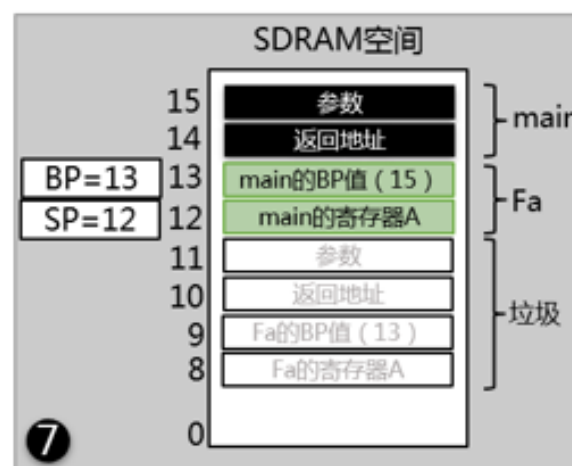 SDRAM空间
15 参数 main
14 返回地址
BP=13 13 main的BP值（15） Fa
SP=12 12 main的寄存器A
11 参数 垃圾
10 返回地址
9 Fa的BP值（13）
8 Fa的寄存器A
0
7